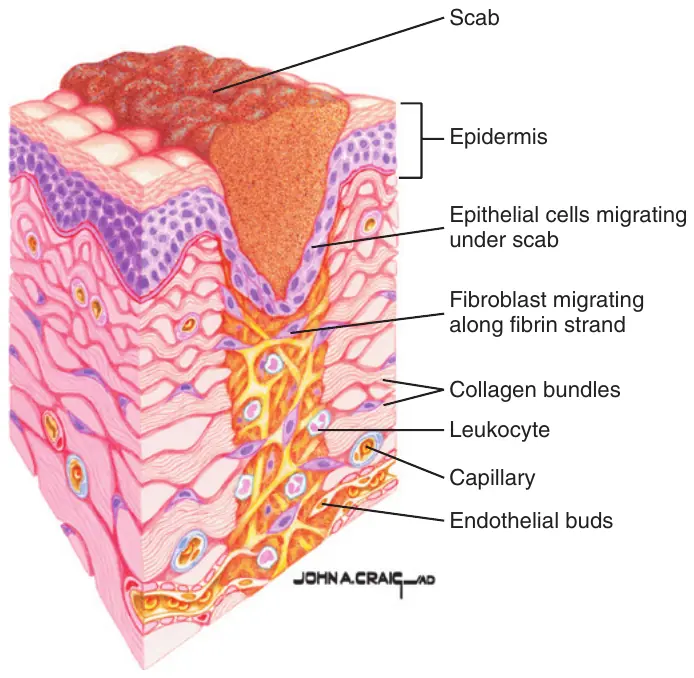 Scab
Epidermis
Epithelial cells migrating
under scab
Fibroblast migrating
along fibrin strand
Collagen bundles
Leukocyte
Capillary
Endothelial buds
JOHN A. CRAIG MD